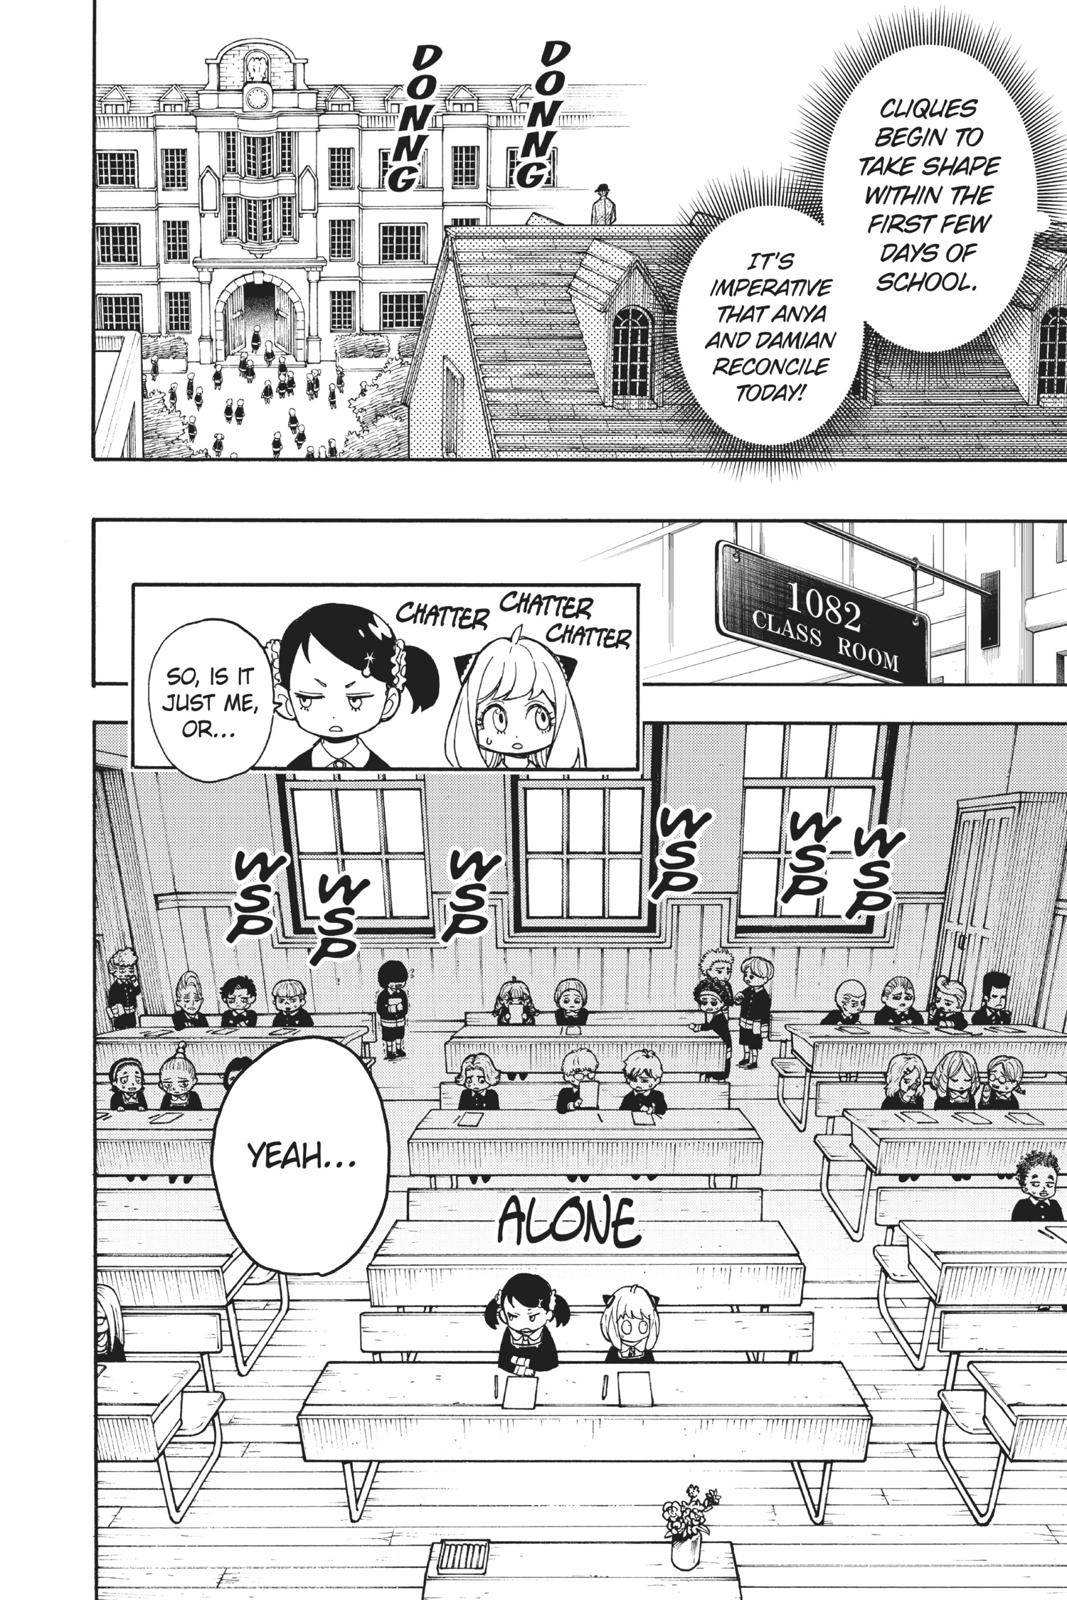 CLIQUES
BEGIN TO
TAKE SHAPE
WITHIN THE
FIRST FEW
DAYS OF
SCHOOL.
IT'S
IMPERATIVE
THAT ANYA
AND DAMIAN
RECONCILE
TODAY!
DONNG
DONNG
1082
CLASS ROOM
CHATTER
CHATTER
CHATTER
SO, IS IT
JUST ME,
OR...
WSP
WSP
WSP
WSP
WSP
WSP
YEAH...
ALONE